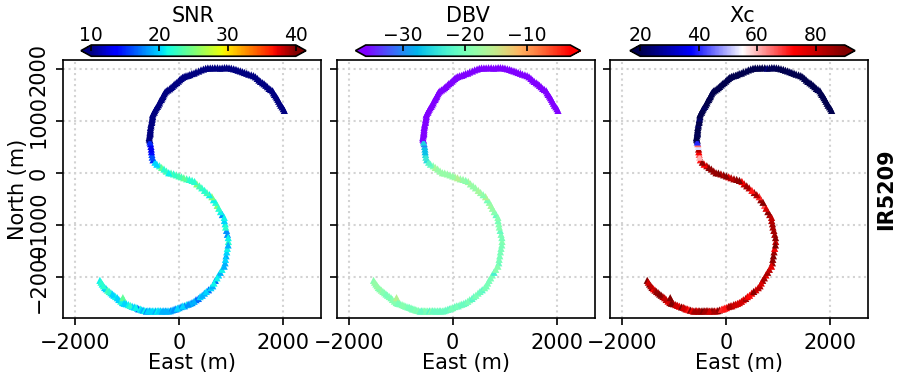 SNR DBV Xc
10 20 30 40 −30 −20 −10 20 40 60 80
2000
1000
0
−1000
−2000
North (m)
IR5209
−2000 0 2000 −2000 0 2000 −2000 0 2000
East (m) East (m) East (m)